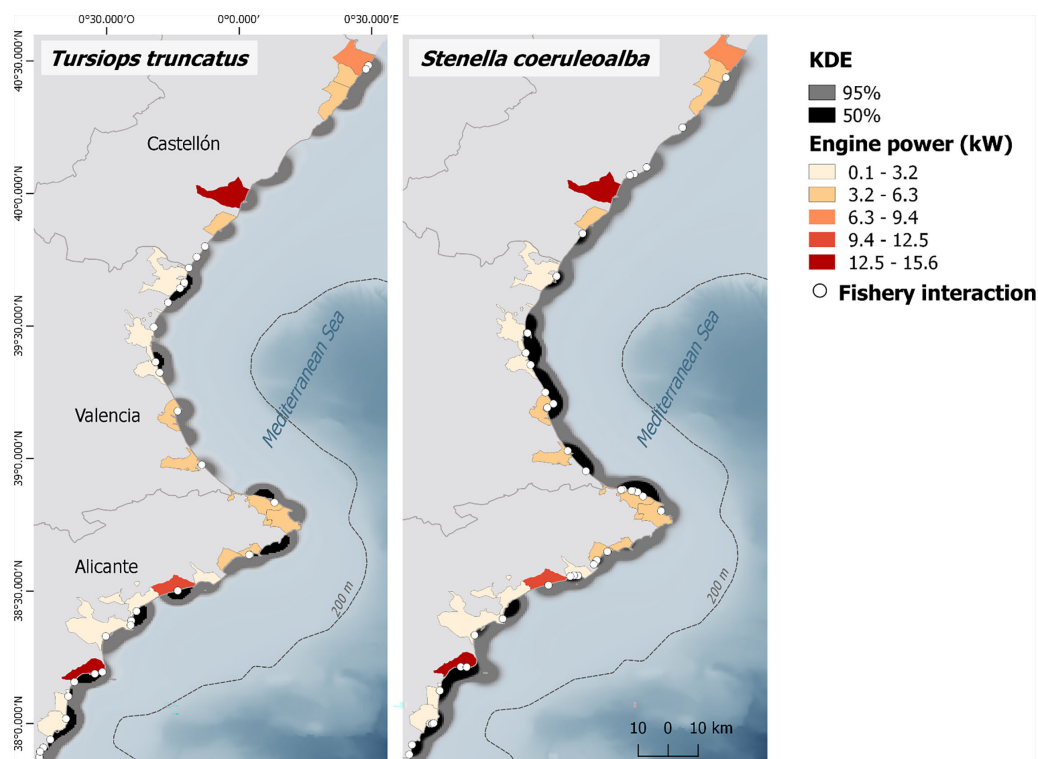 0°30.000'O 0°0.000' 0°30.000'E
Tursiops truncatus
Stenella coeruleoalba
40°30.000'N
40°0.000'N
39°30.000'N
39°0.000'N
38°30.000'N
38°0.000'N
Castellón
Valencia
Alicante
Mediterranean Sea
200 m
Mediterranean Sea
200 m
10 0 10 km
KDE
95%
50%
Engine power (kW)
0.1 - 3.2
3.2 - 6.3
6.3 - 9.4
9.4 - 12.5
12.5 - 15.6
Fishery interaction